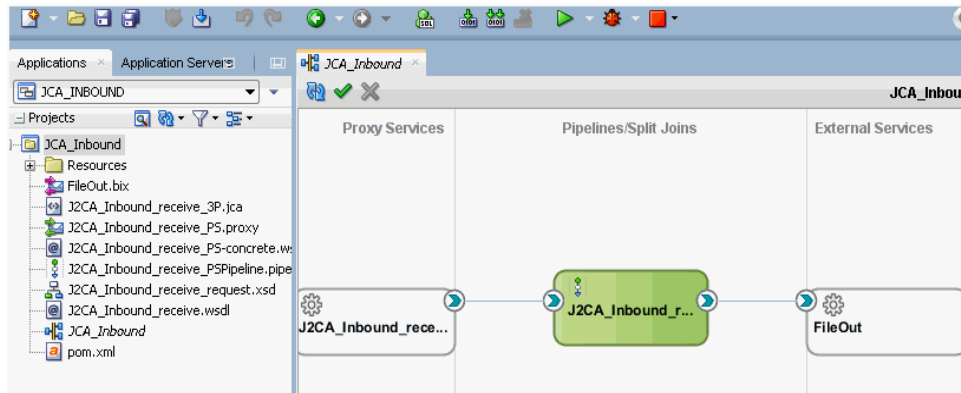 Applications
Application Servers
JCA_Inbound
JCA_INBOUND
JCA_Inbou
Projects
Proxy Services
Pipelines/Split Joins
External Services
JCA_Inbound
Resources
FileOut.bix
J2CA_Inbound_receive_3P.jca
J2CA_Inbound_receive_PS.proxy
J2CA_Inbound_receive_PS-concrete.ws
J2CA_Inbound_receive_PSPipeline.pipe
J2CA_Inbound_receive_request.xsd
J2CA_Inbound_receive.wsdl
JCA_Inbound
pom.xml
J2CA_Inbound_rece...
J2CA_Inbound_r...
FileOut